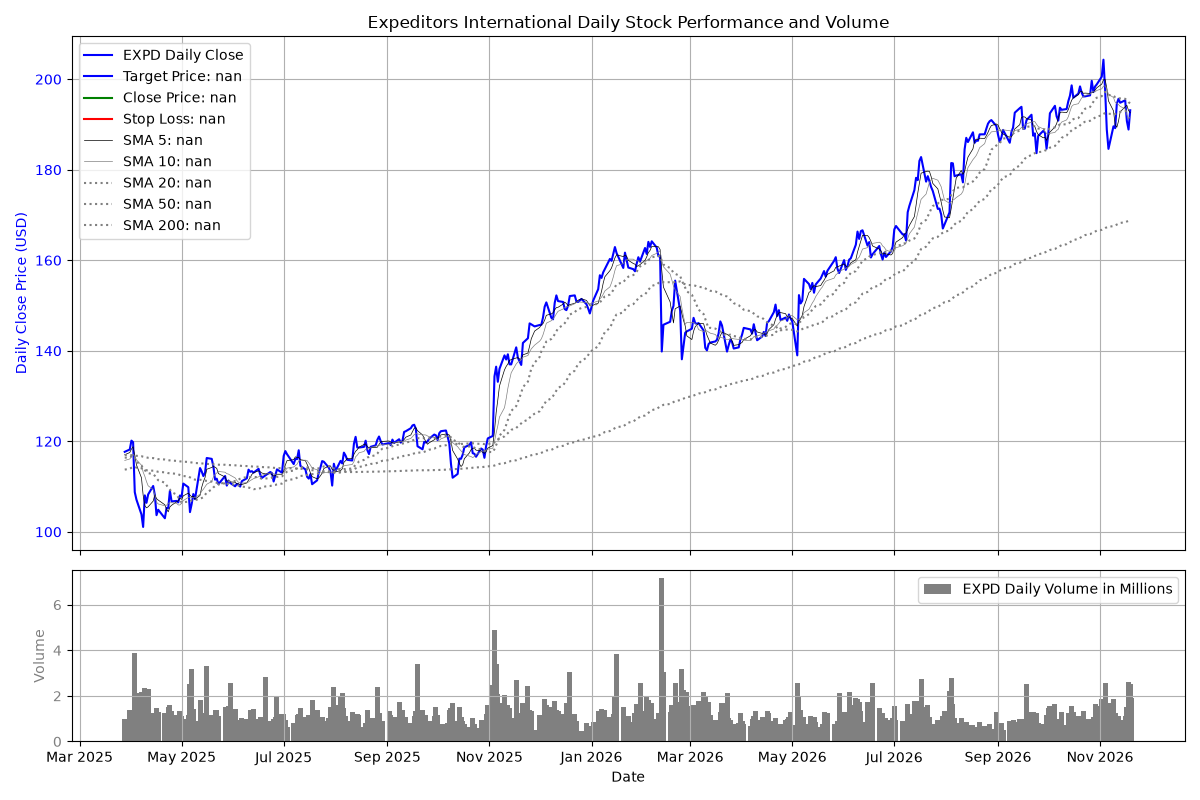 Expeditors International Daily Stock Performance and Volume
EXPD Daily Close
Target Price: nan
Close Price: nan
Stop Loss: nan
SMA 5: nan
SMA 10: nan
SMA 20: nan
SMA 50: nan
SMA 200: nan
Daily Close Price (USD)
200
180
160
140
120
100
EXPD Daily Volume in Millions
Volume
6
4
2
0
Mar 2025
May 2025
Jul 2025
Sep 2025
Nov 2025
Jan 2026
Mar 2026
May 2026
Jul 2026
Sep 2026
Nov 2026
Date